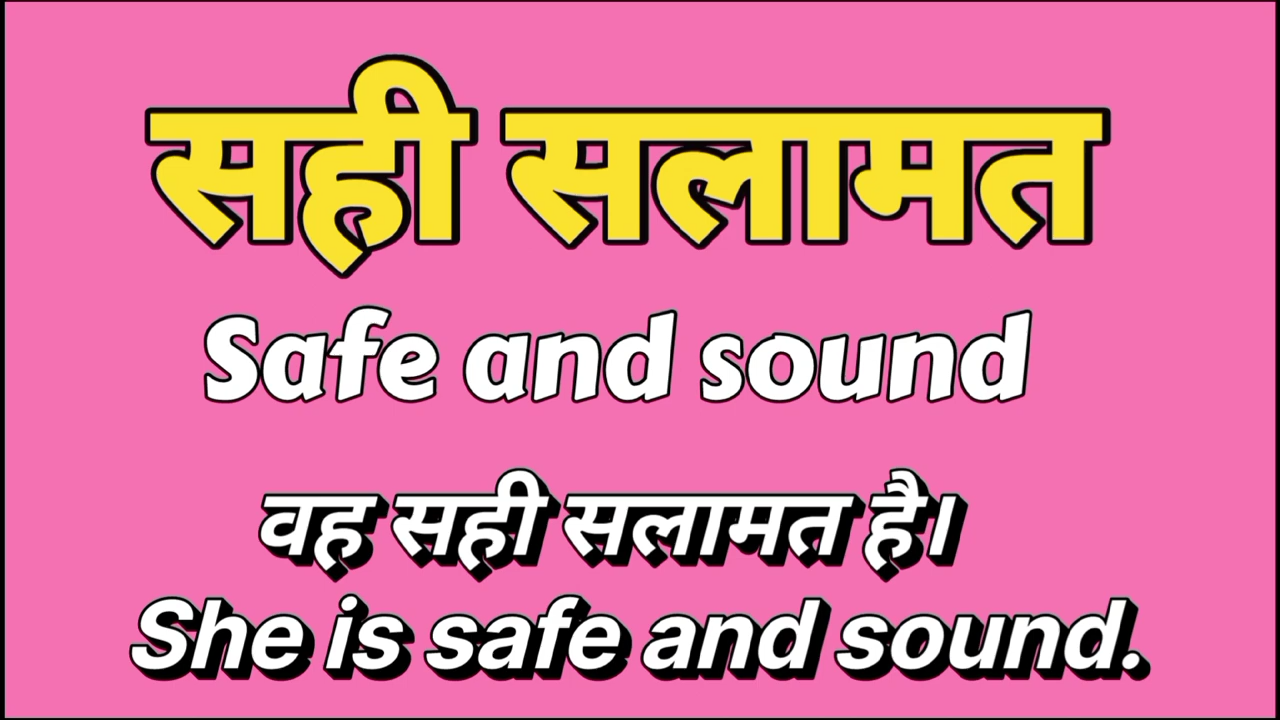 सही सलामत
Safe and sound
वह सही सलामत है।
She is safe and sound.